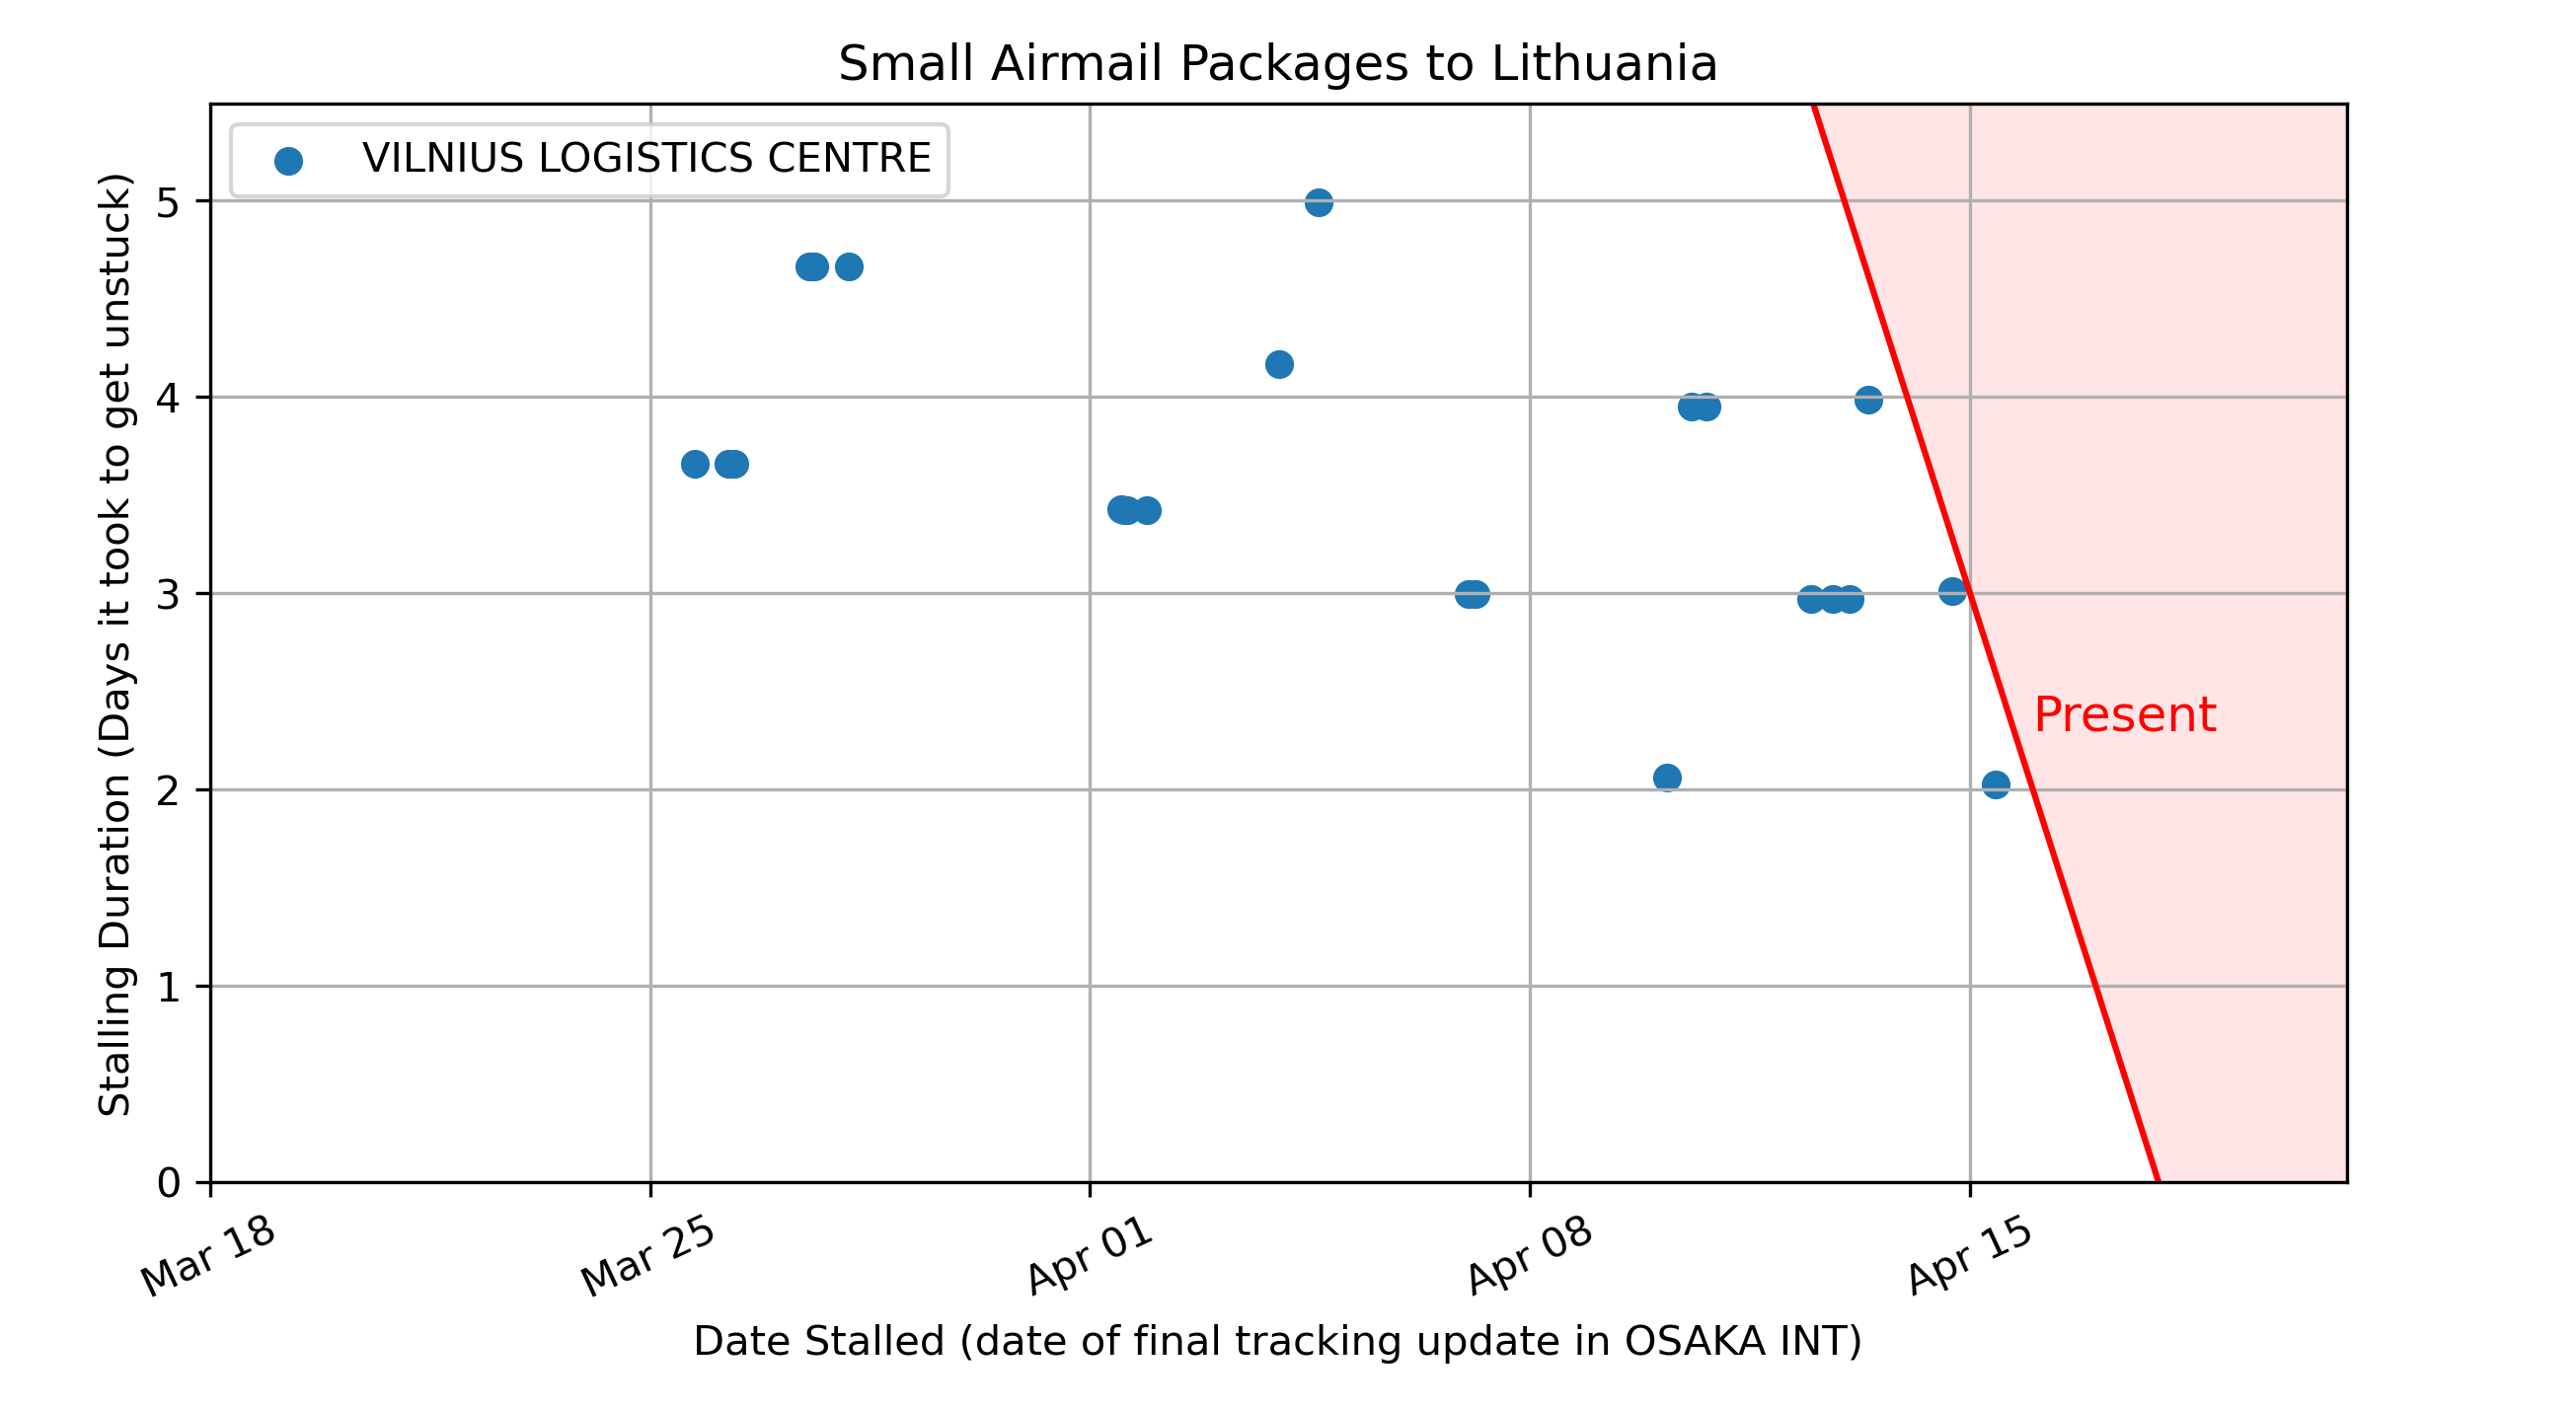 Small Airmail Packages to Lithuania
VILNIUS LOGISTICS CENTRE
Stalling Duration (Days it took to get unstuck)
5
4
3
2
1
0
Present
Mar 18
Mar 25
Apr 01
Apr 08
Apr 15
Date Stalled (date of final tracking update in OSAKA INT)